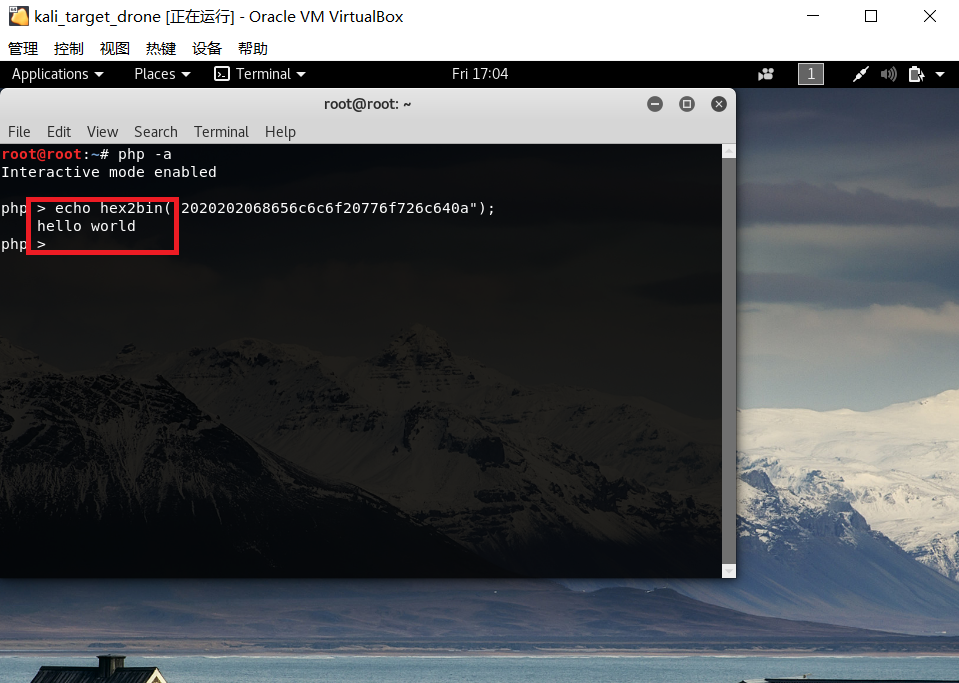 kali_target_drone [正在运行] - Oracle VM VirtualBox
管理 控制 视图 热键 设备 帮助
Applications Places Terminal Fri 17:04 1
root@root: ~
File Edit View Search Terminal Help
root@root:~# php -a
Interactive mode enabled
php > echo hex2bin("2020202068656c6c6f20776f726c640a");
hello world
php >